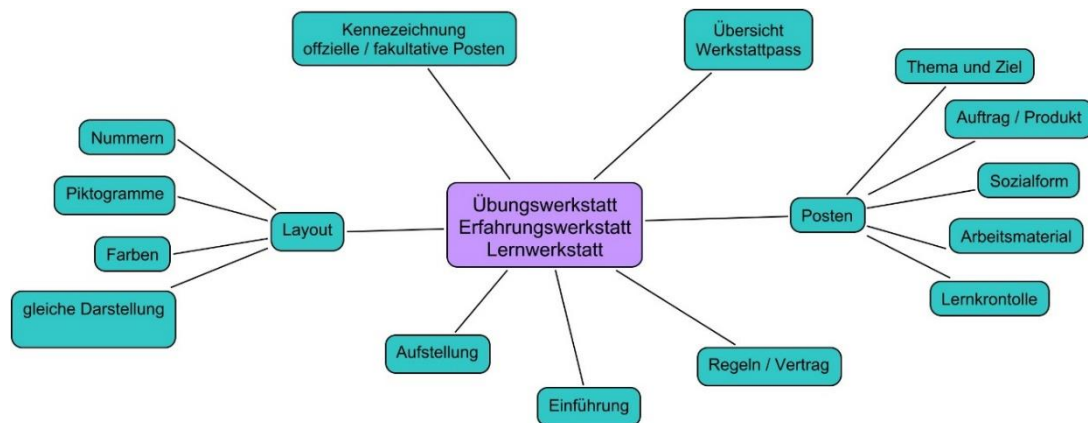 Kennezeichnung
offzielle / fakultative Posten
Übersicht
Werkstattpass
Thema und Ziel
Nummern
Auftrag / Produkt
Piktogramme
Sozialform
Übungswerkstatt
Erfahrungswerkstatt
Lernwerkstatt
Layout
Posten
Farben
Arbeitsmaterial
gleiche Darstellung
Lernkrontolle
Aufstellung
Regeln / Vertrag
Einführung